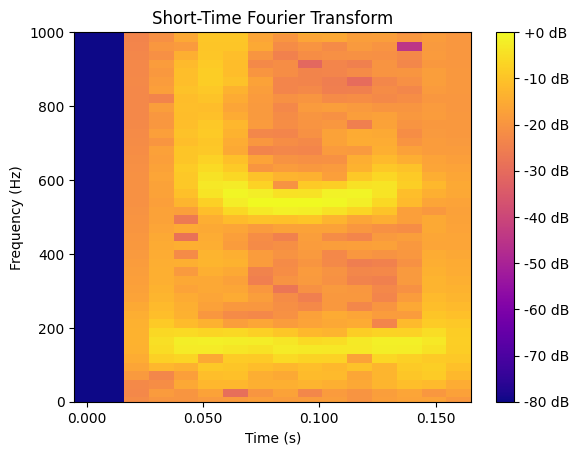 Short-Time Fourier Transform
1000
800
600
400
200
0
Frequency (Hz)
0.000
0.050
0.100
0.150
Time (s)
+0 dB
-10 dB
-20 dB
-30 dB
-40 dB
-50 dB
-60 dB
-70 dB
-80 dB